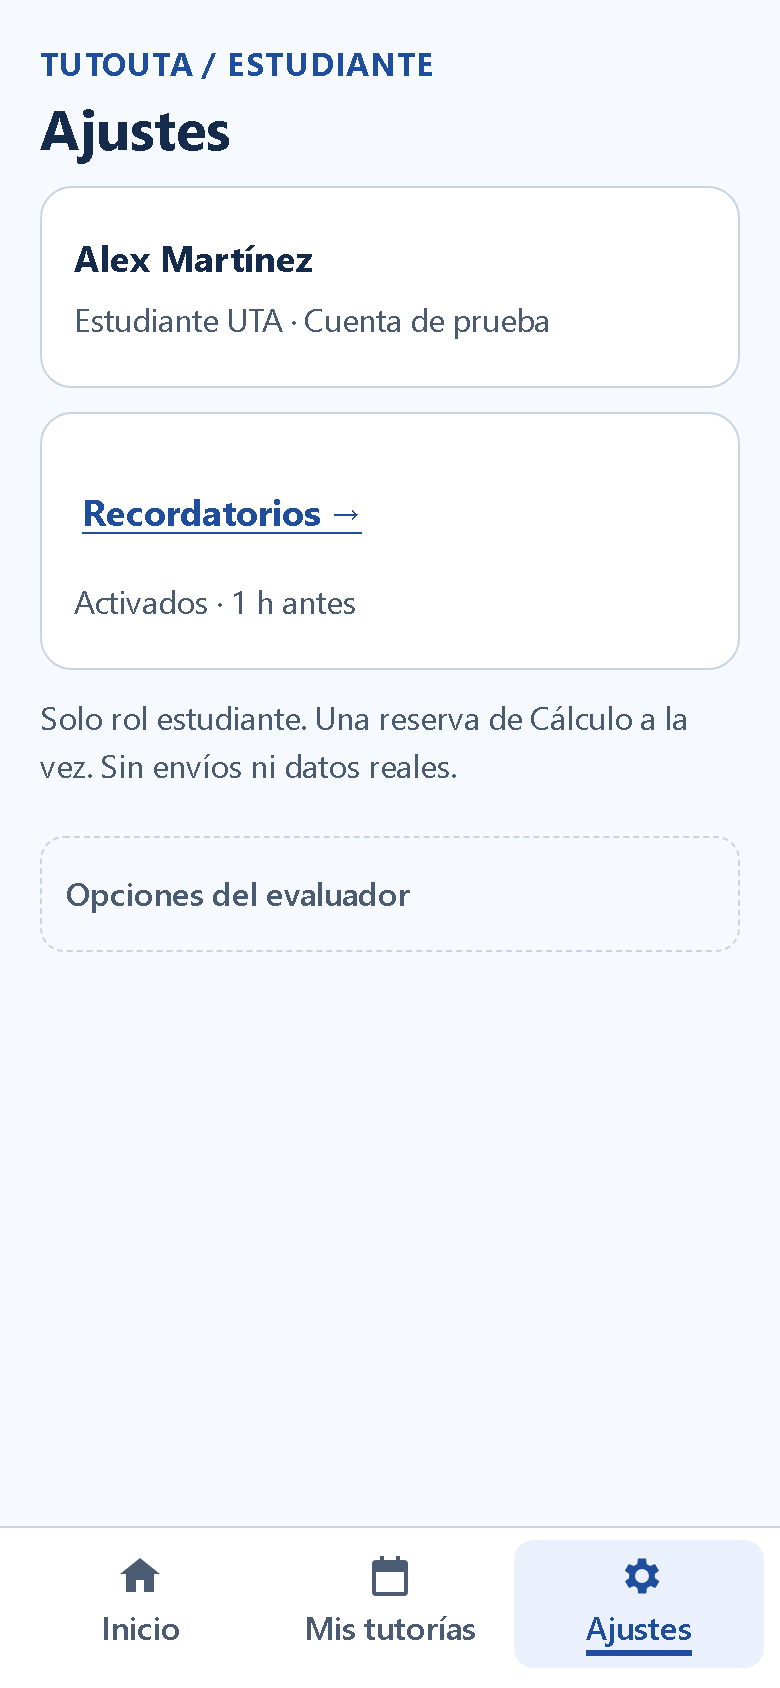 TUTOUTA / ESTUDIANTE
Ajustes
Alex Martínez
Estudiante UTA · Cuenta de prueba
Recordatorios →
Activados · 1 h antes
Solo rol estudiante. Una reserva de Cálculo a la
vez. Sin envíos ni datos reales.
Opciones del evaluador
Inicio
Mis tutorías
Ajustes